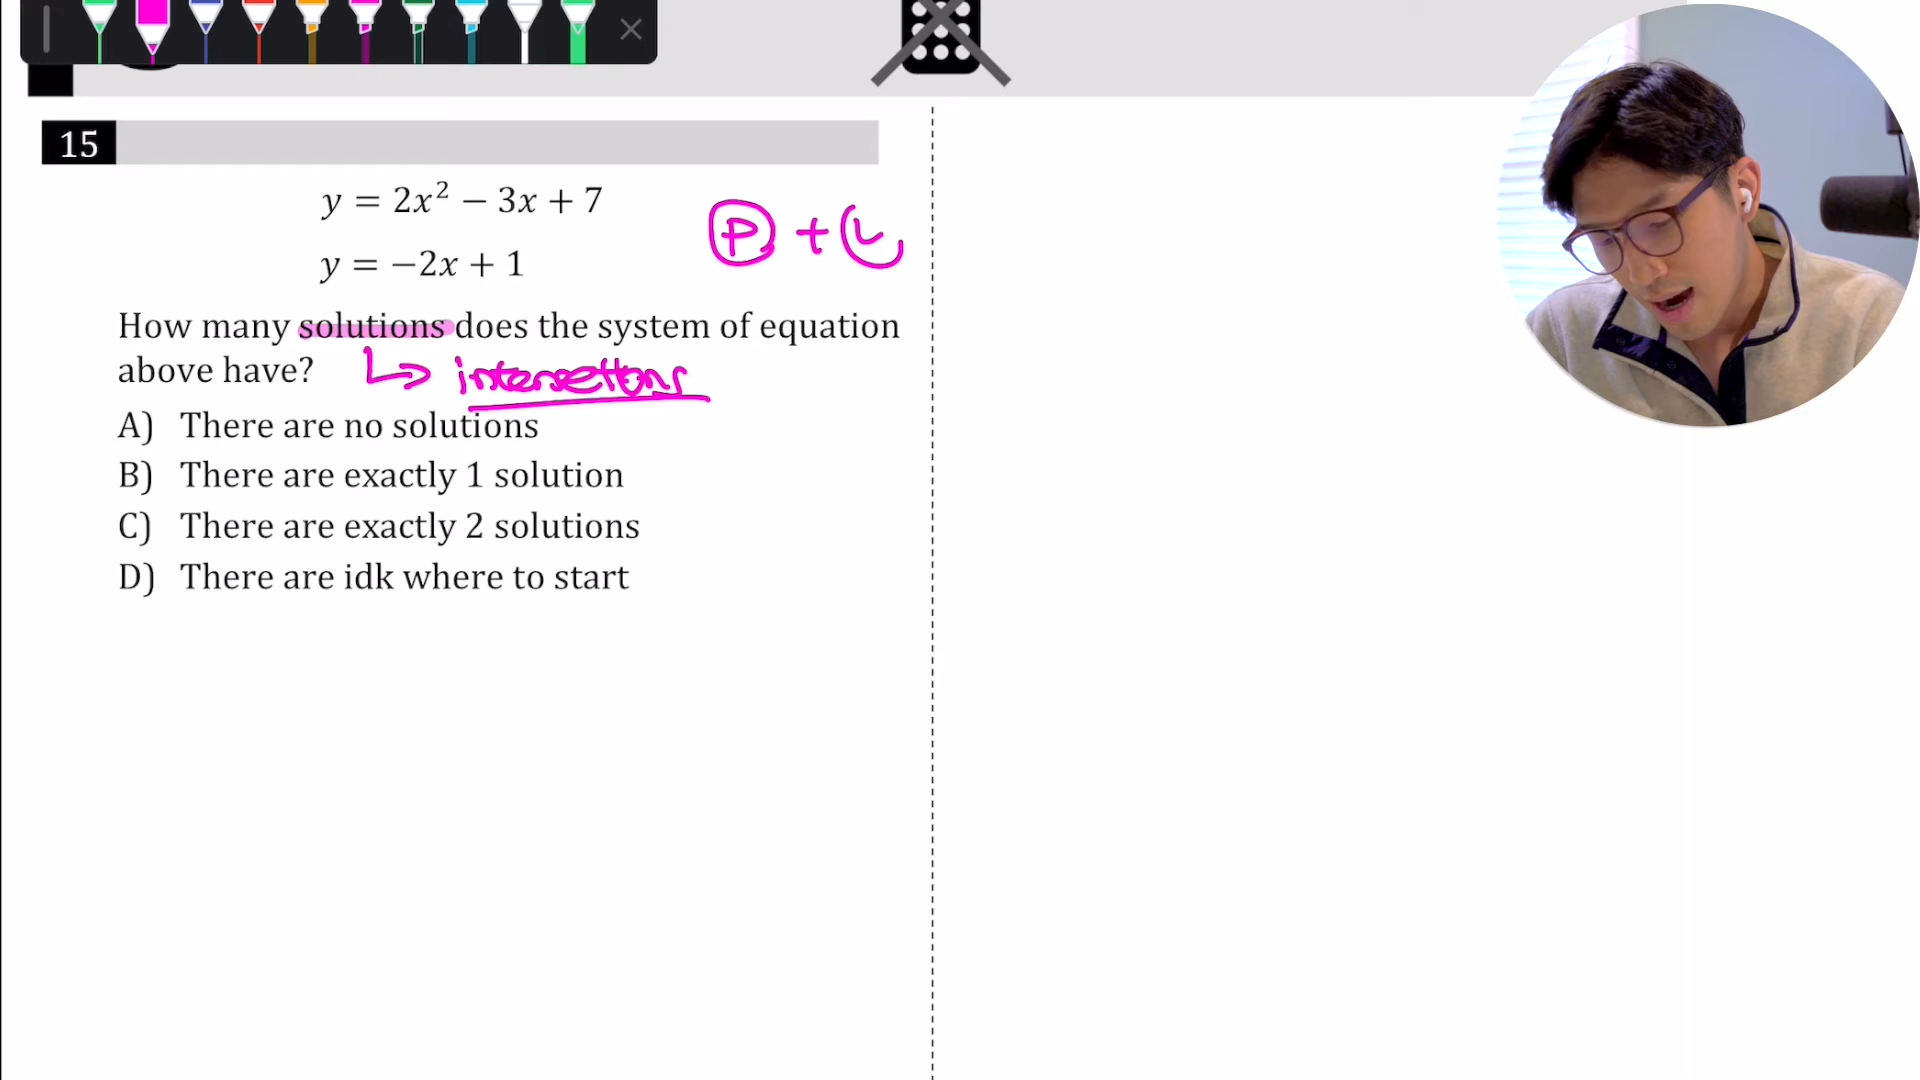 15
y = 2x² − 3x + 7
P + L
y = −2x + 1
How many solutions does the system of equation
above have?
↳ intersections
A) There are no solutions
B) There are exactly 1 solution
C) There are exactly 2 solutions
D) There are idk where to start